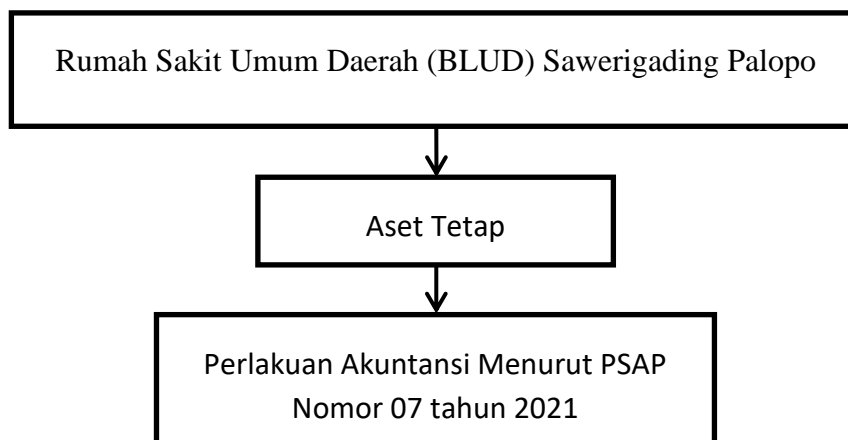 Rumah Sakit Umum Daerah (BLUD) Sawerigading Palopo
Aset Tetap
Perlakuan Akuntansi Menurut PSAP
Nomor 07 tahun 2021